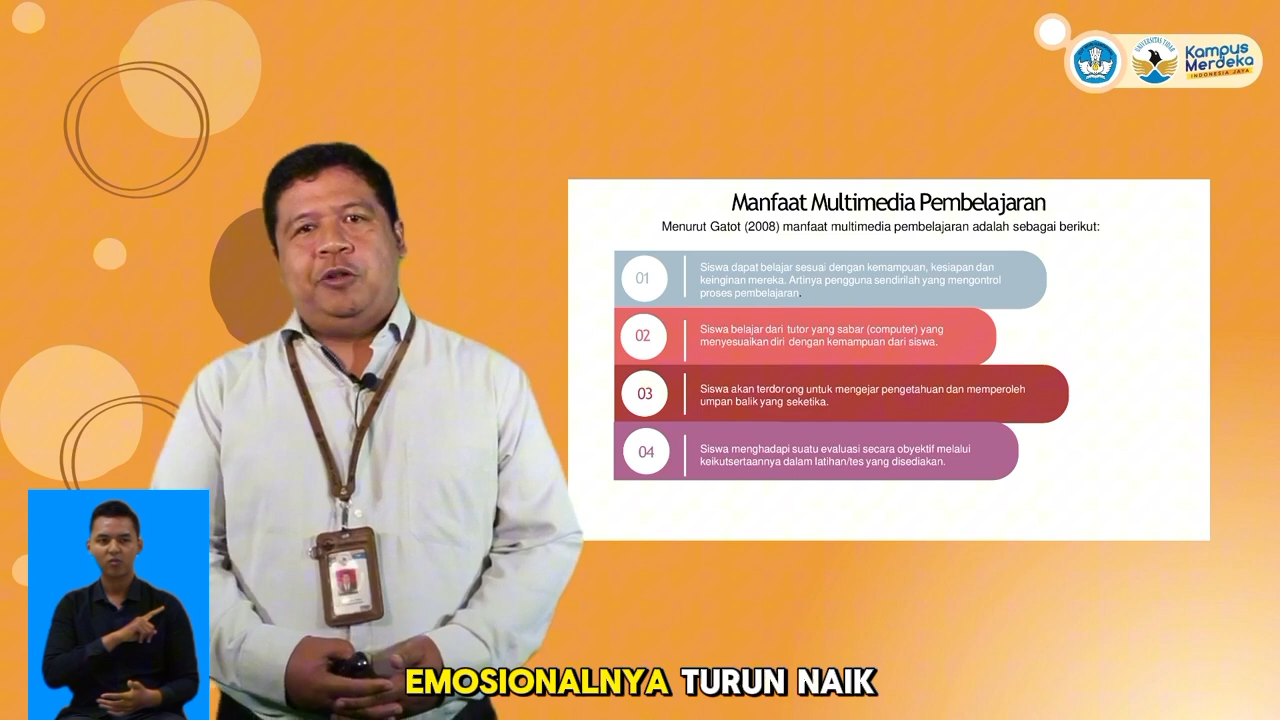 UNIVERSITAS TIDAR
Kampus
Merdeka
INDONESIA JAYA
Manfaat Multimedia Pembelajaran
Menurut Gatot (2008) manfaat multimedia pembelajaran adalah sebagai berikut:
01
Siswa dapat belajar sesuai dengan kemampuan, kesiapan dan
keinginan mereka. Artinya pengguna sendirilah yang mengontrol
proses pembelajaran.
02
Siswa belajar dari tutor yang sabar (computer) yang
menyesuaikan diri dengan kemampuan dari siswa.
03
Siswa akan terdor ong untuk mengejar pengetahuan dan memperoleh
umpan balik yang seketika.
04
Siswa menghadapi suatu evaluasi secara obyektif melalui
keikutsertaannya dalam latihan/tes yang disediakan.
EMOSIONALNYA TURUN NAIK